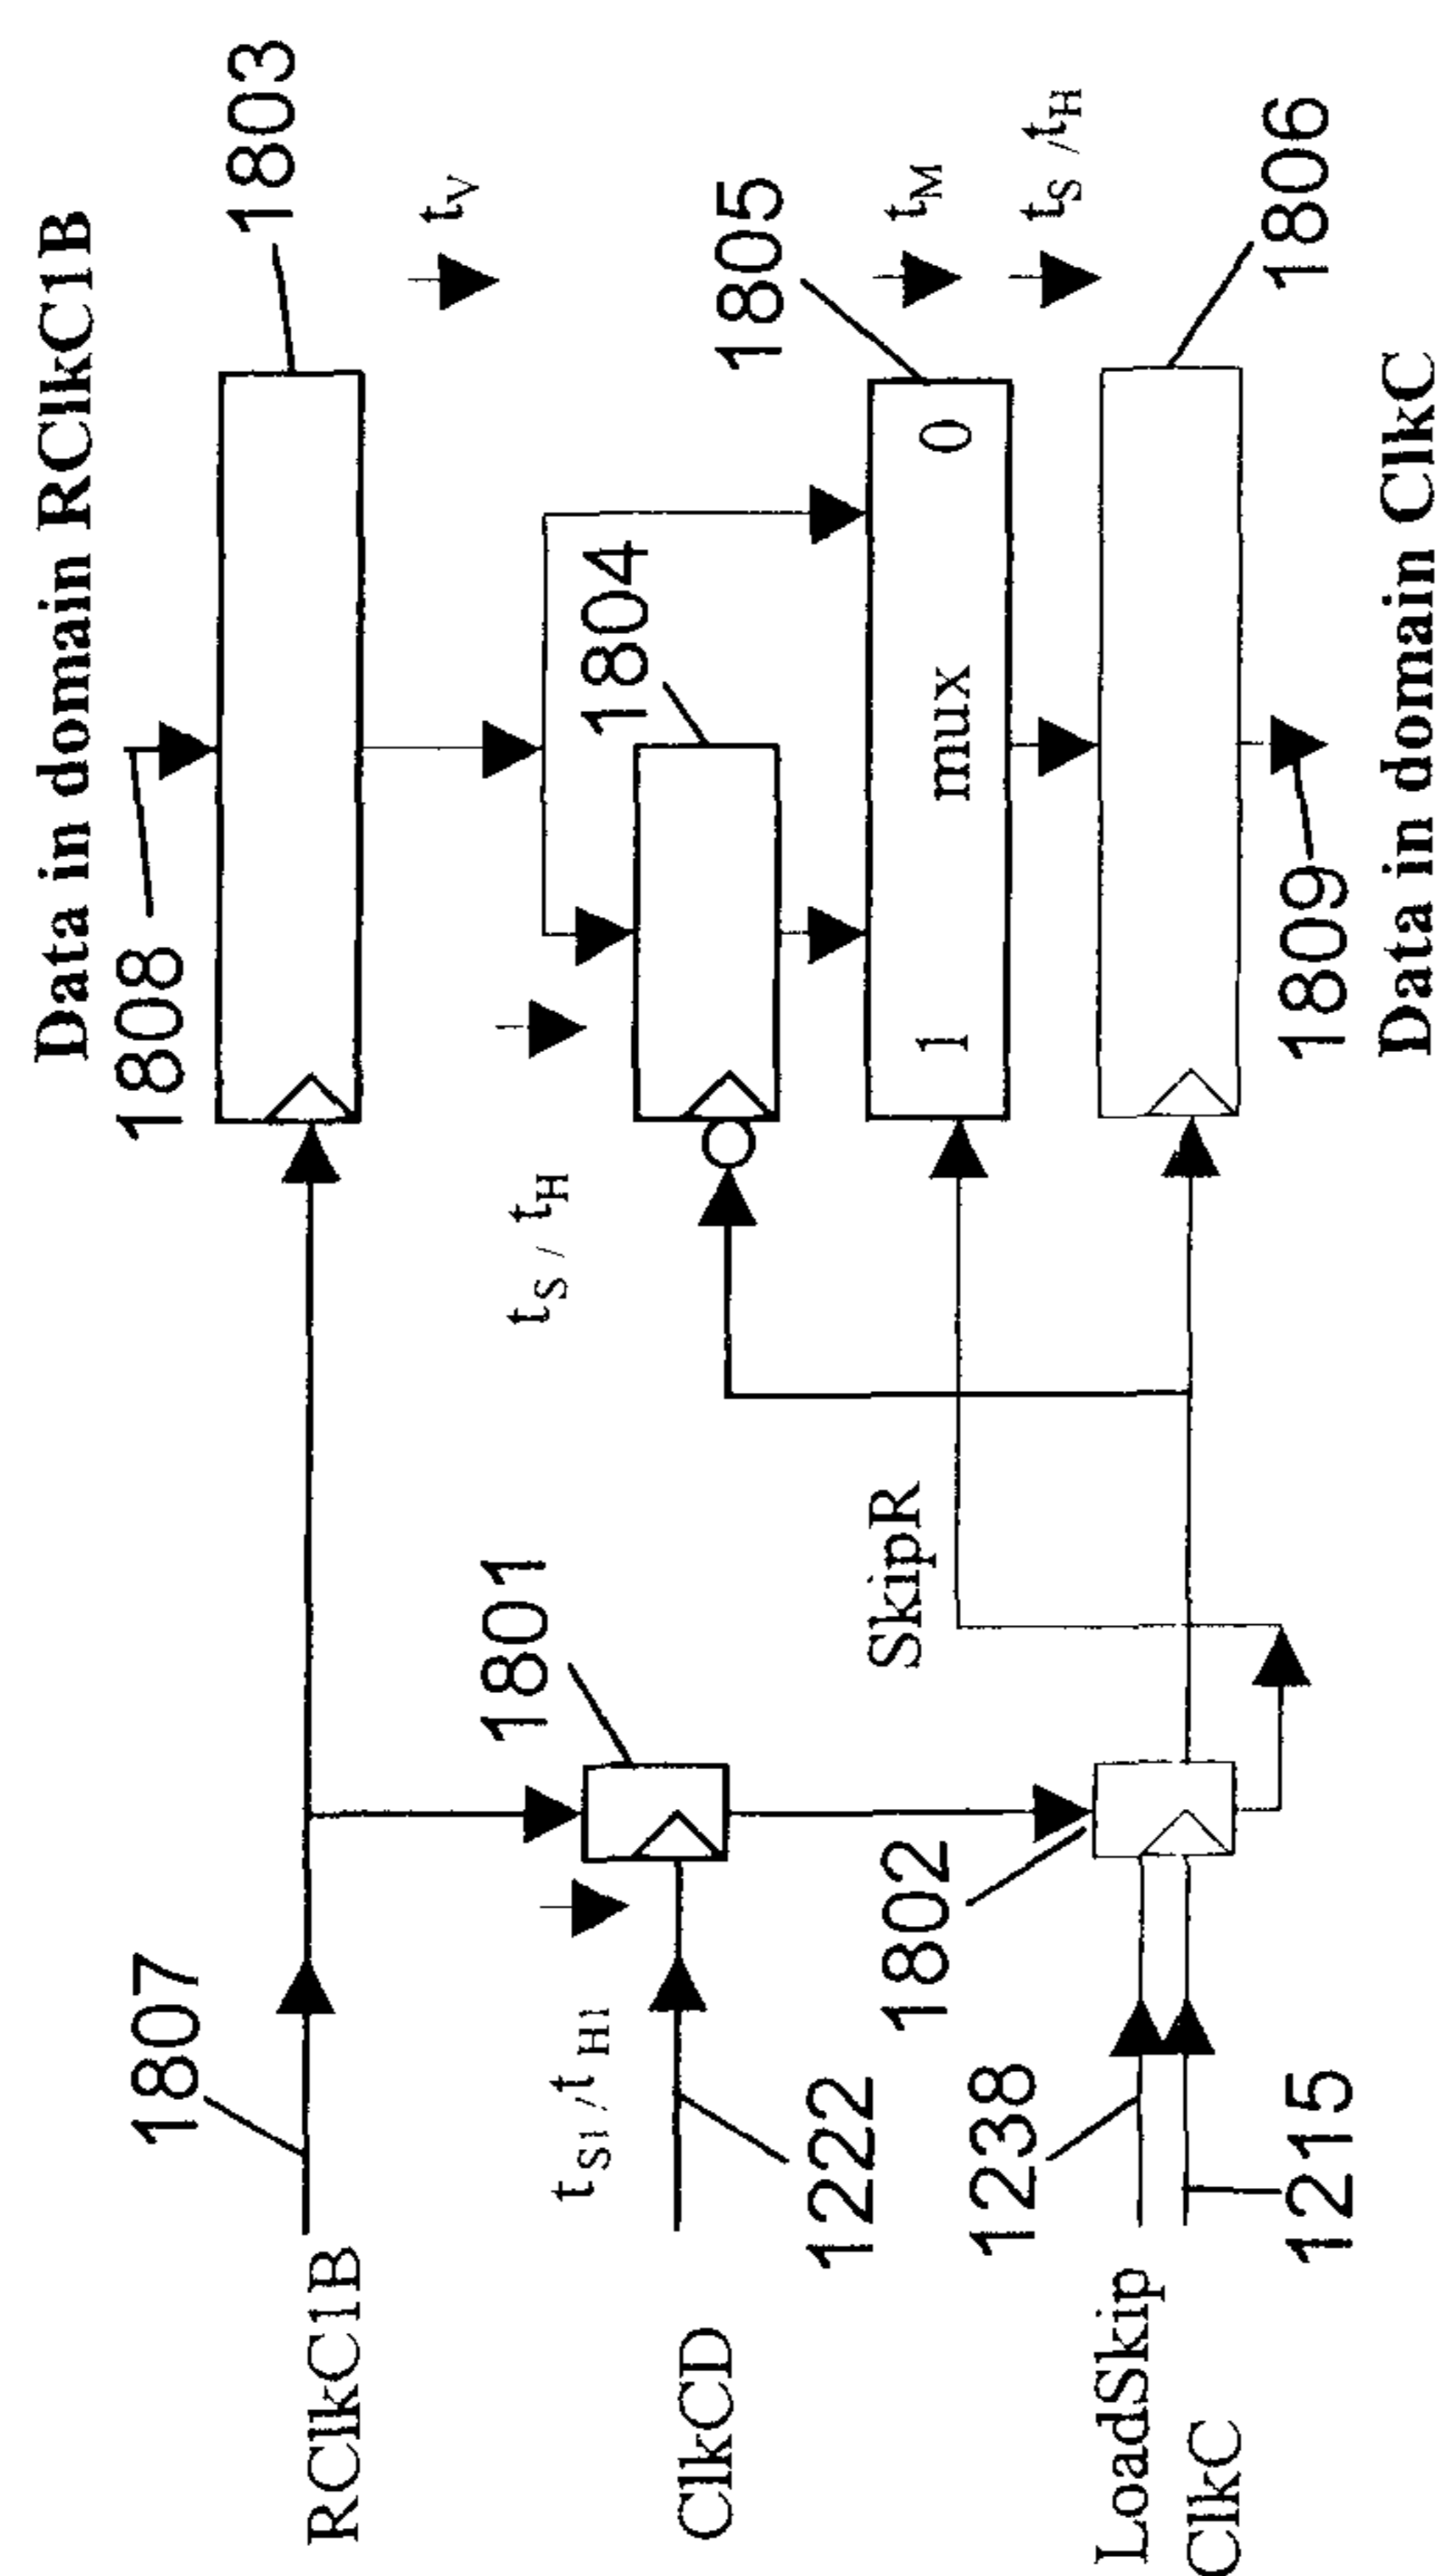 Data in domain RClkC1B
1808
1803
tV
1807
RClkC1B
tS / tH
1804
1801
tS1/tH1
1805
ClkCD
1222
SkipR
1 mux 0
tM
1802
tS /tH
1238
LoadSkip
ClkC
1215
1806
1809
Data in domain ClkC